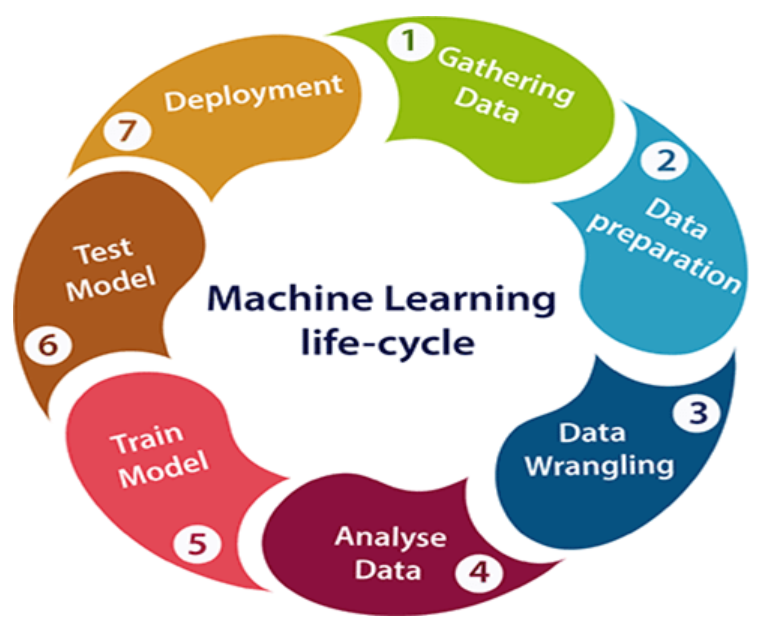 Machine Learning
life-cycle
1
Gathering
Data
2
Data
preparation
3
Data
Wrangling
4
Analyse
Data
5
Train
Model
6
Test
Model
7
Deployment